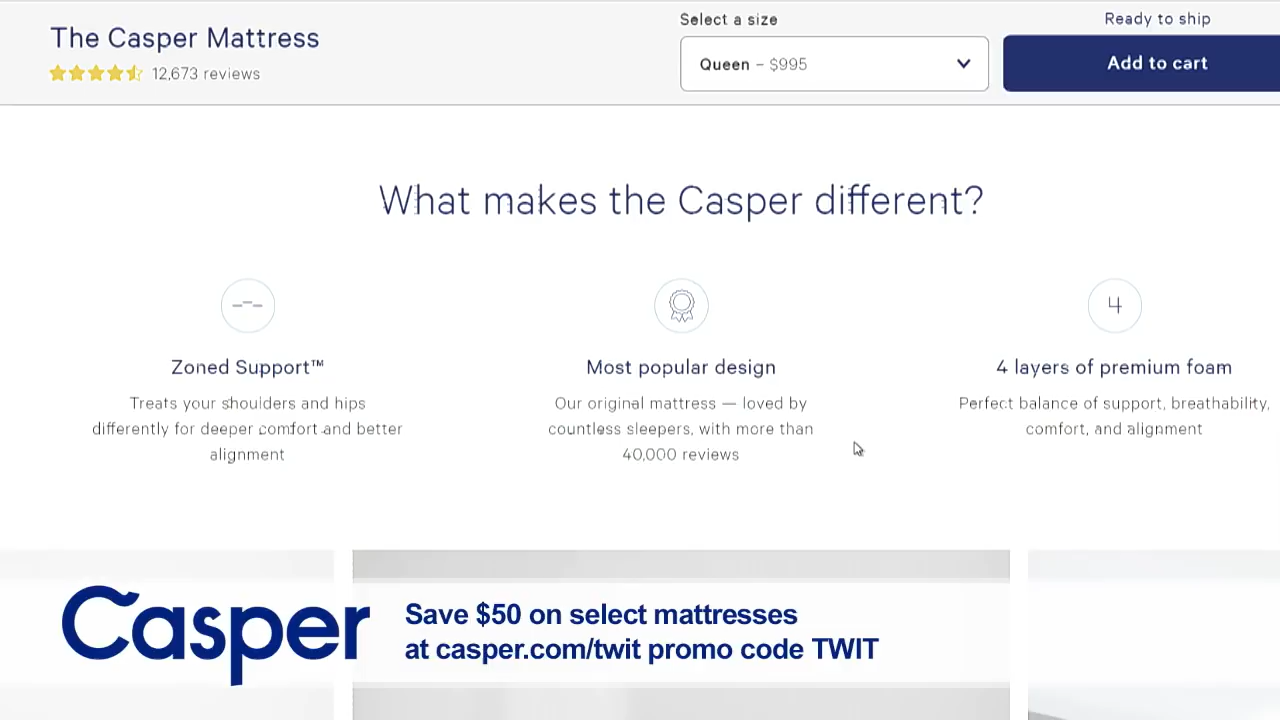 The Casper Mattress
12,673 reviews
Select a size
Queen – $995
Ready to ship
Add to cart
What makes the Casper different?
Zoned Support™
Treats your shoulders and hips
differently for deeper comfort and better
alignment
Most popular design
Our original mattress — loved by
countless sleepers, with more than
40,000 reviews
4
4 layers of premium foam
Perfect balance of support, breathability,
comfort, and alignment
Casper
Save $50 on select mattresses
at casper.com/twit promo code TWIT